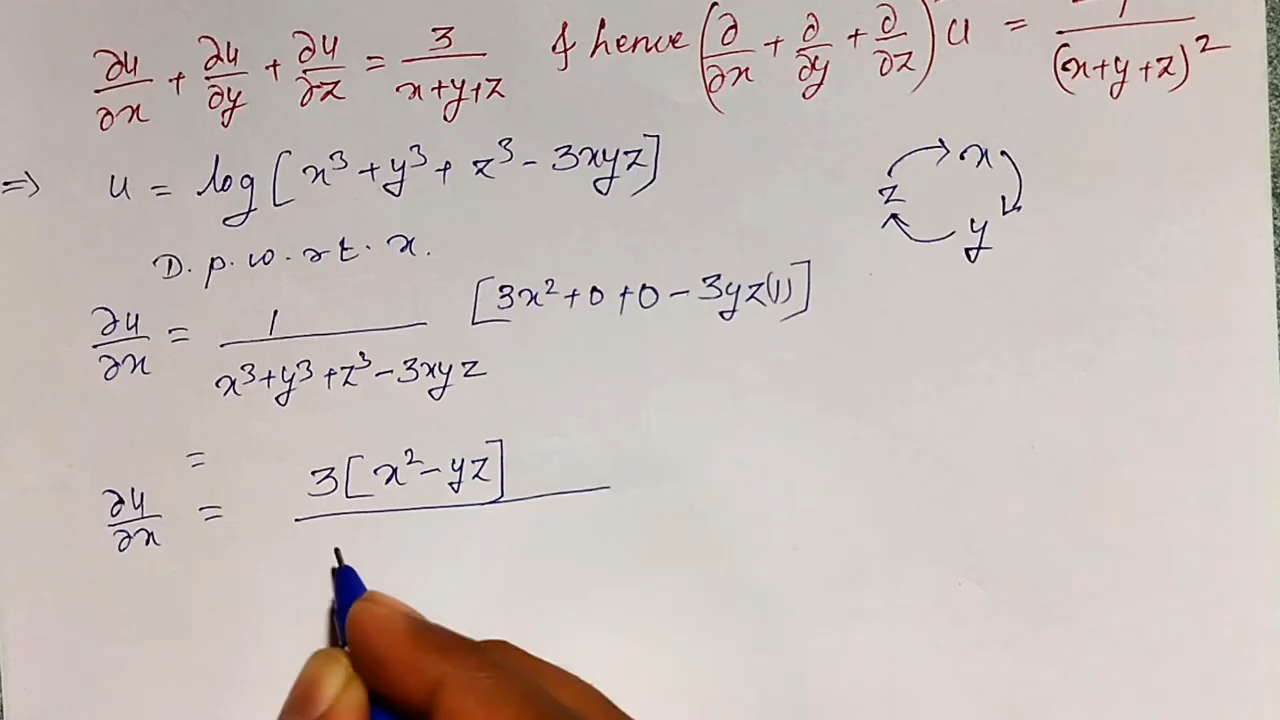 ∂u/∂x + ∂u/∂y + ∂u/∂z = 3/(x+y+z) & hence (∂/∂x + ∂/∂y + ∂/∂z) u = /(x+y+z)²
=> u = log[x³+y³+z³-3xyz]
z x y
D.p.w.r.t. x.
∂u/∂x = 1/(x³+y³+z³-3xyz) [3x²+0+0-3yz(1)]
=
∂u/∂x = 3[x²-yz]